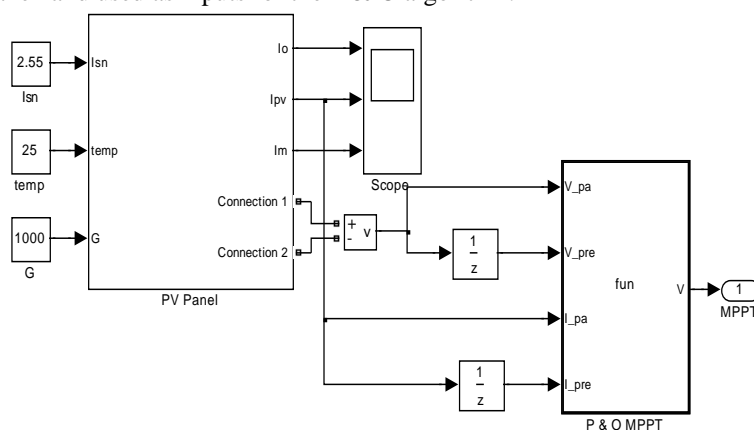 2.55
Isn
Isn
25
temp
temp
1000
G
G
Io
Ipv
Im
Connection 1
Connection 2
PV Panel
Scope
+
-
v
1
z
1
z
V_pa
V_pre
I_pa
I_pre
fun
V
P & O MPPT
1
MPPT